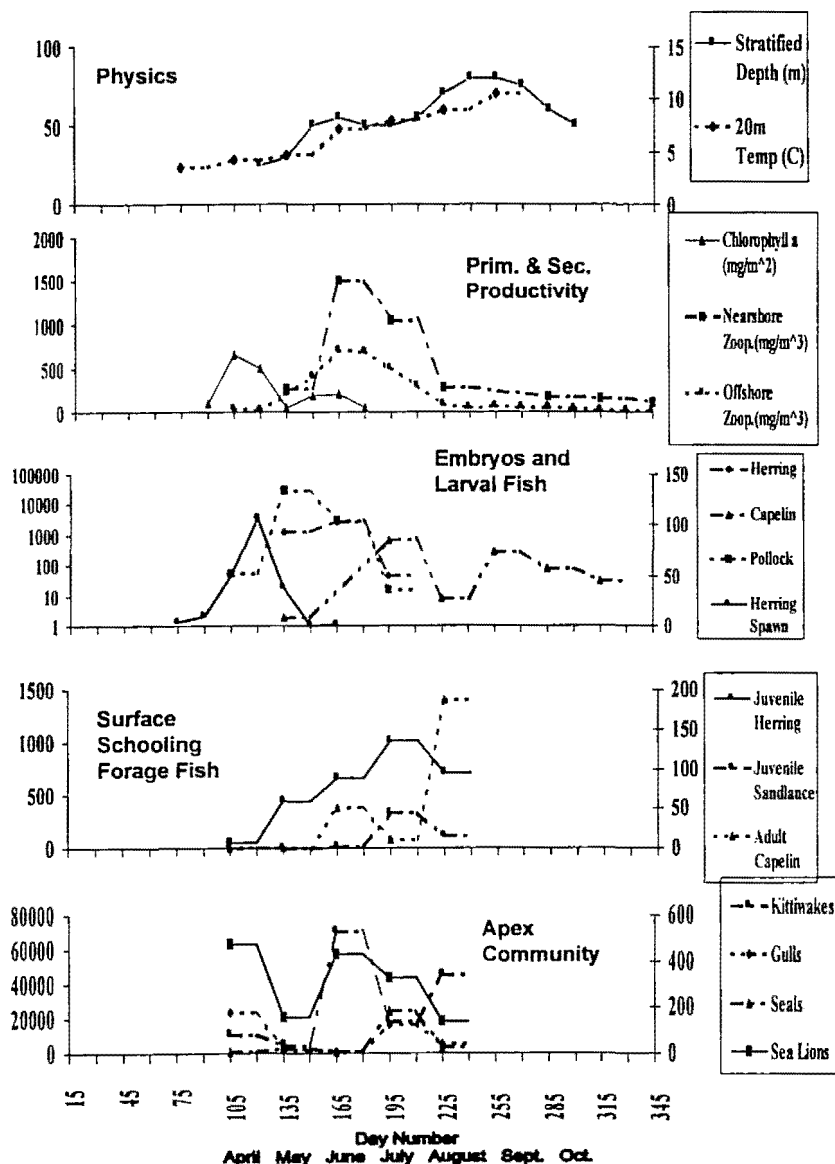 100
50
0
Physics
15
10
5
0
Stratified
Depth (m)
20m
Temp (C)
2000
1500
1000
500
0
Prim. & Sec.
Productivity
Chlorophyll a
(mg/m^2)
Nearshore
Zoop.(mg/m^3)
Offshore
Zoop.(mg/m^3)
100000
10000
1000
100
10
1
Embryos and
Larval Fish
150
100
50
0
Herring
Capelin
Pollock
Herring
Spawn
1500
1000
500
0
Surface
Schooling
Forage Fish
200
150
100
50
0
Juvenile
Herring
Juvenile
Sandlance
Adult
Capelin
80000
60000
40000
20000
0
Apex
Community
600
400
200
0
Kittiwakes
Gulls
Seals
Sea Lions
15 45 75 105 135 165 195 225 255 285 315 345
Day Number
April May June July August Sept. Oct.